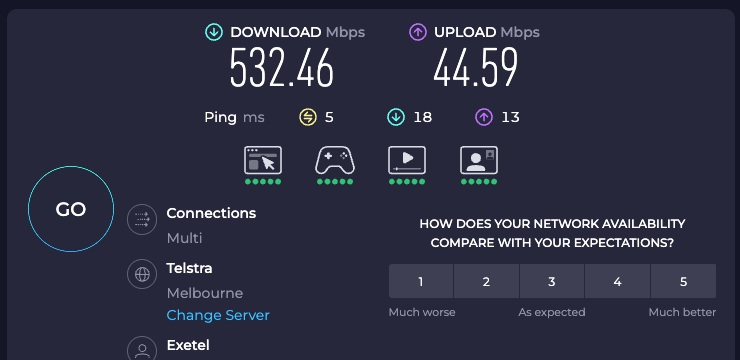 DOWNLOAD Mbps
532.46
UPLOAD Mbps
44.59
Ping ms 5 18 13
GO
Connections
Multi
Telstra
Melbourne
Change Server
Exetel
HOW DOES YOUR NETWORK AVAILABILITY
COMPARE WITH YOUR EXPECTATIONS?
1 2 3 4 5
Much worse As expected Much better